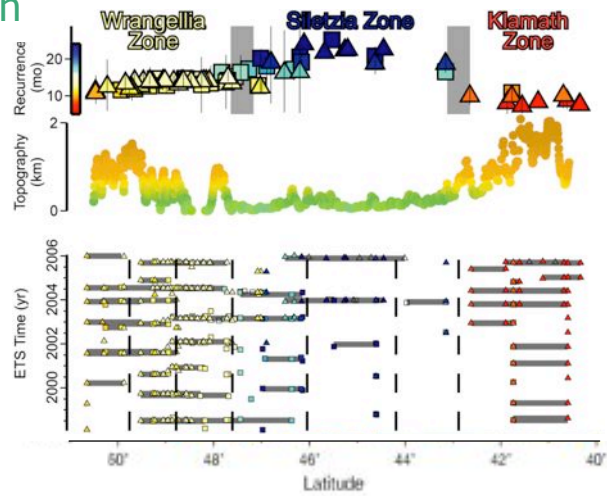 n
Wrangellia Zone
Siletzia Zone
Klamath Zone
Recurrence (mo)
20
10
Topography (km)
2
0
ETS Time (yr)
2006
2004
2002
2000
50˚ 48˚ 46˚ 44˚ 42˚ 40˚
Latitude